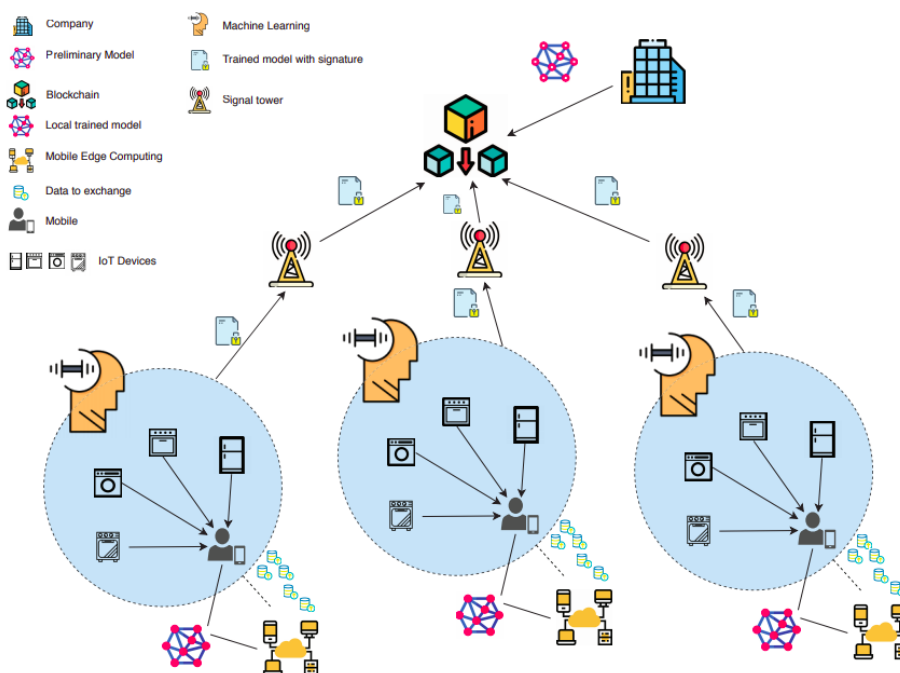 Company
Preliminary Model
Blockchain
Local trained model
Mobile Edge Computing
Data to exchange
Mobile
IoT Devices
Machine Learning
Trained model with signature
Signal tower